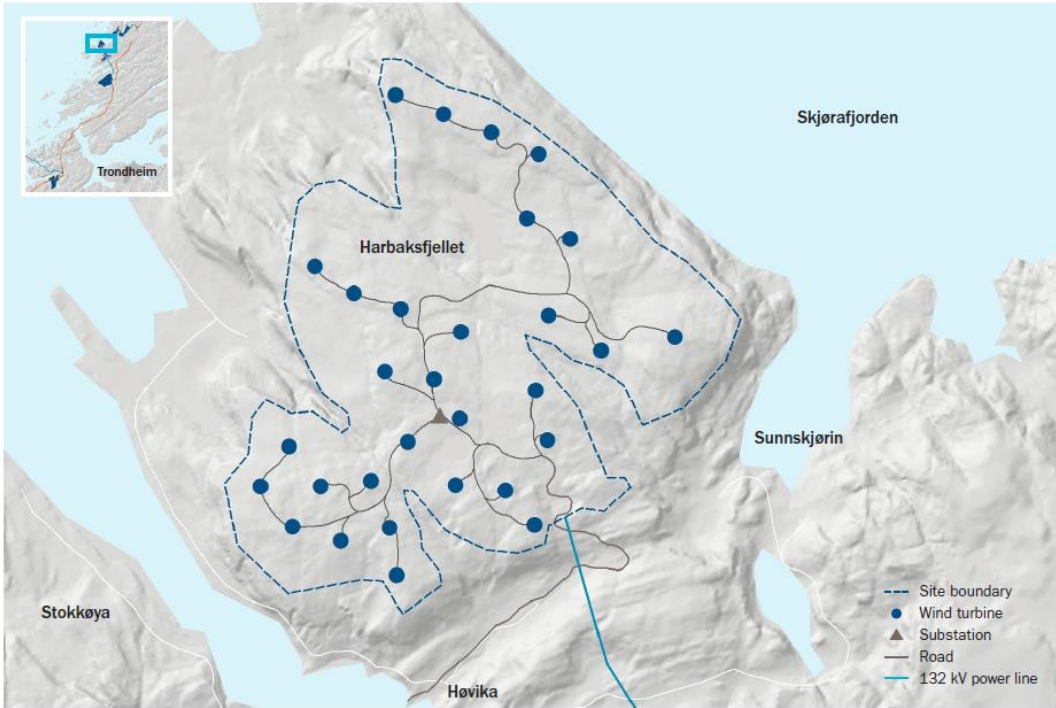 Trondheim
Skjørafjorden
Harbaksfjellet
Sunnskjørin
Stokkøya
Høvika
Site boundary
Wind turbine
Substation
Road
132 kV power line